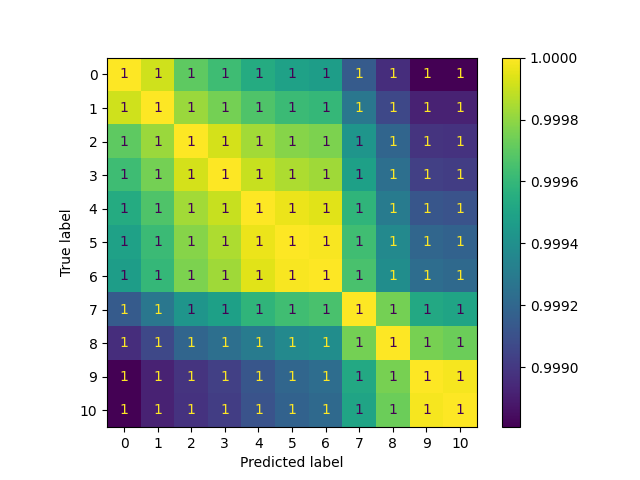 0 1 1 1 1 1 1 1 1 1 1 1
1 1 1 1 1 1 1 1 1 1 1 1
2 1 1 1 1 1 1 1 1 1 1 1
3 1 1 1 1 1 1 1 1 1 1 1
4 1 1 1 1 1 1 1 1 1 1 1
5 1 1 1 1 1 1 1 1 1 1 1
6 1 1 1 1 1 1 1 1 1 1 1
7 1 1 1 1 1 1 1 1 1 1 1
8 1 1 1 1 1 1 1 1 1 1 1
9 1 1 1 1 1 1 1 1 1 1 1
10 1 1 1 1 1 1 1 1 1 1 1
0 1 2 3 4 5 6 7 8 9 10
Predicted label
True label
1.0000
0.9998
0.9996
0.9994
0.9992
0.9990